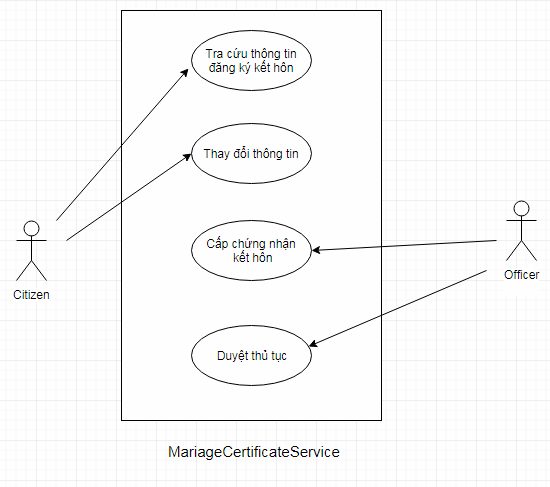 Tra cứu thông tin
đăng ký kết hôn
Thay đổi thông tin
Cấp chứng nhận
kết hôn
Citizen
Officer
Duyệt thủ tục
MariageCertificateService